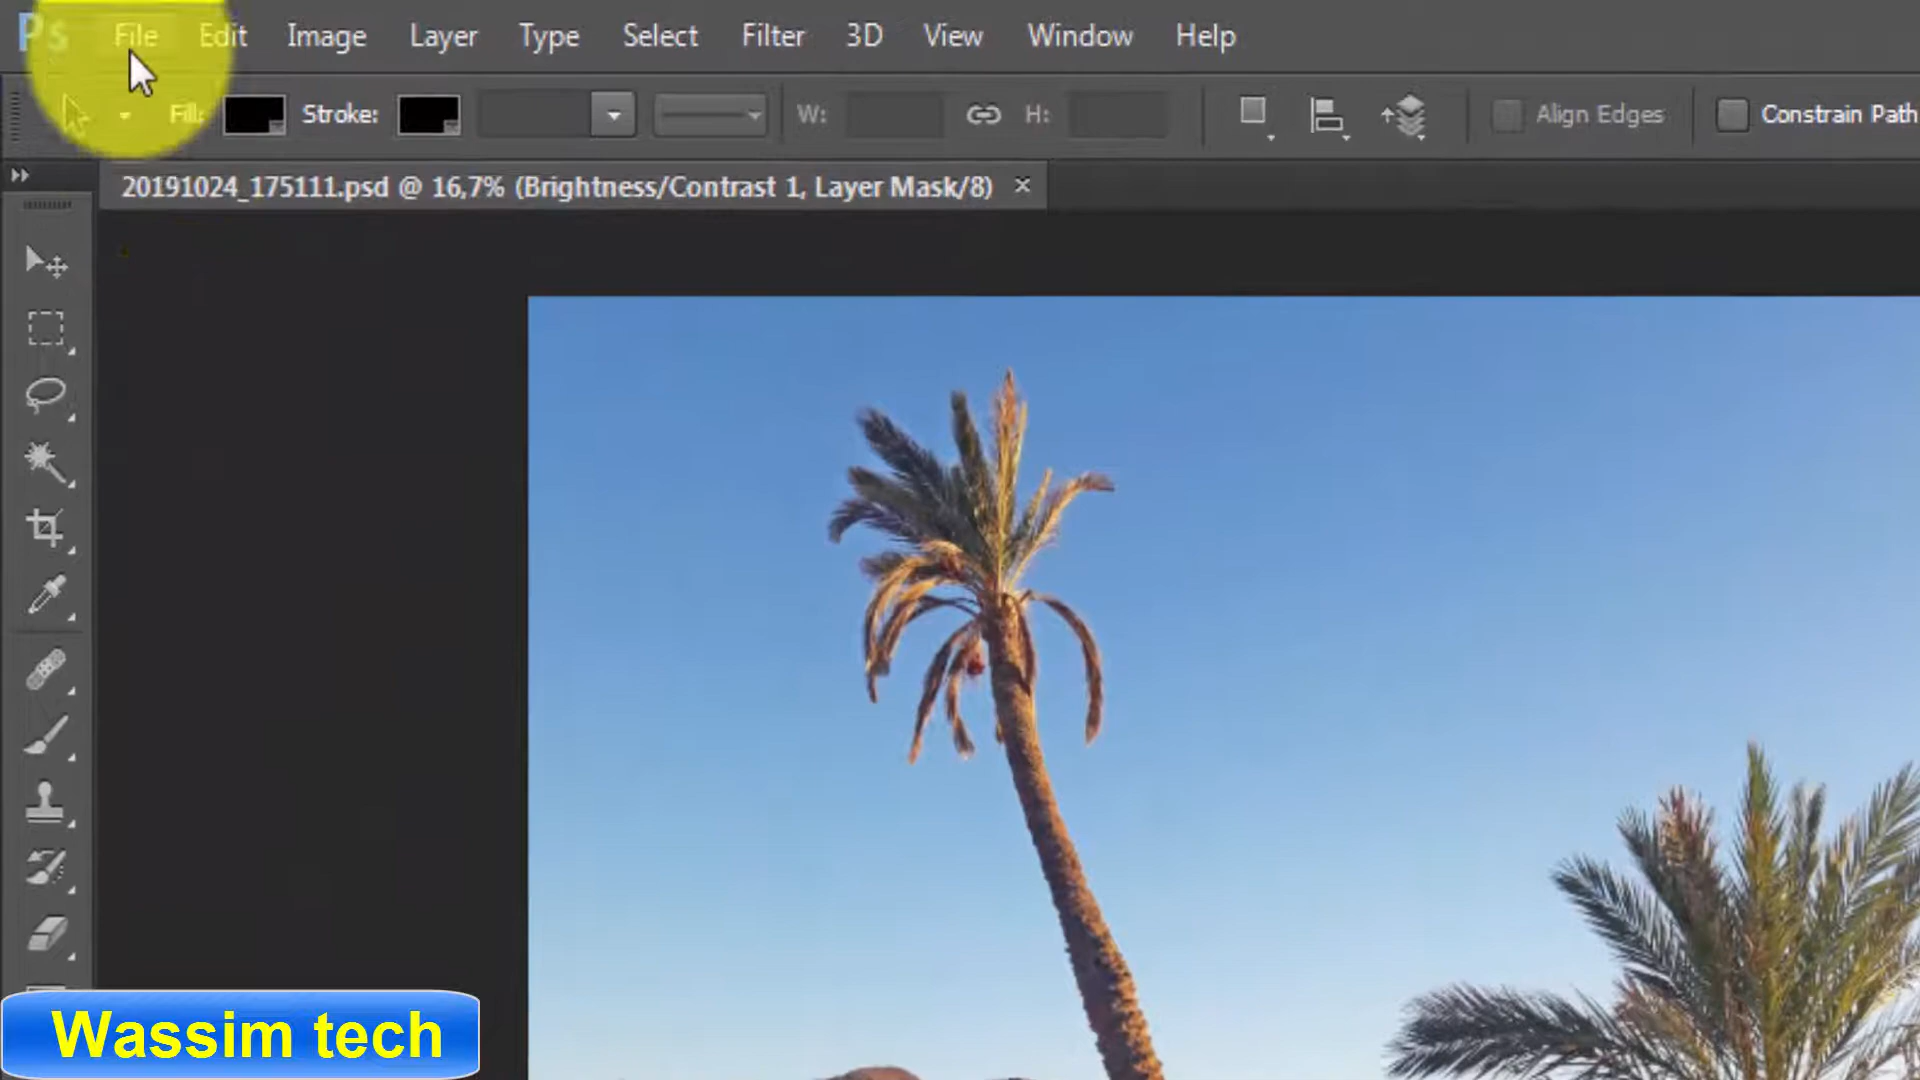 Ps File Edit Image Layer Type Select Filter 3D View Window Help
Fill: Stroke: W: H: Align Edges Constrain Path
20191024_175111.psd @ 16,7% (Brightness/Contrast 1, Layer Mask/8) ×
Wassim tech